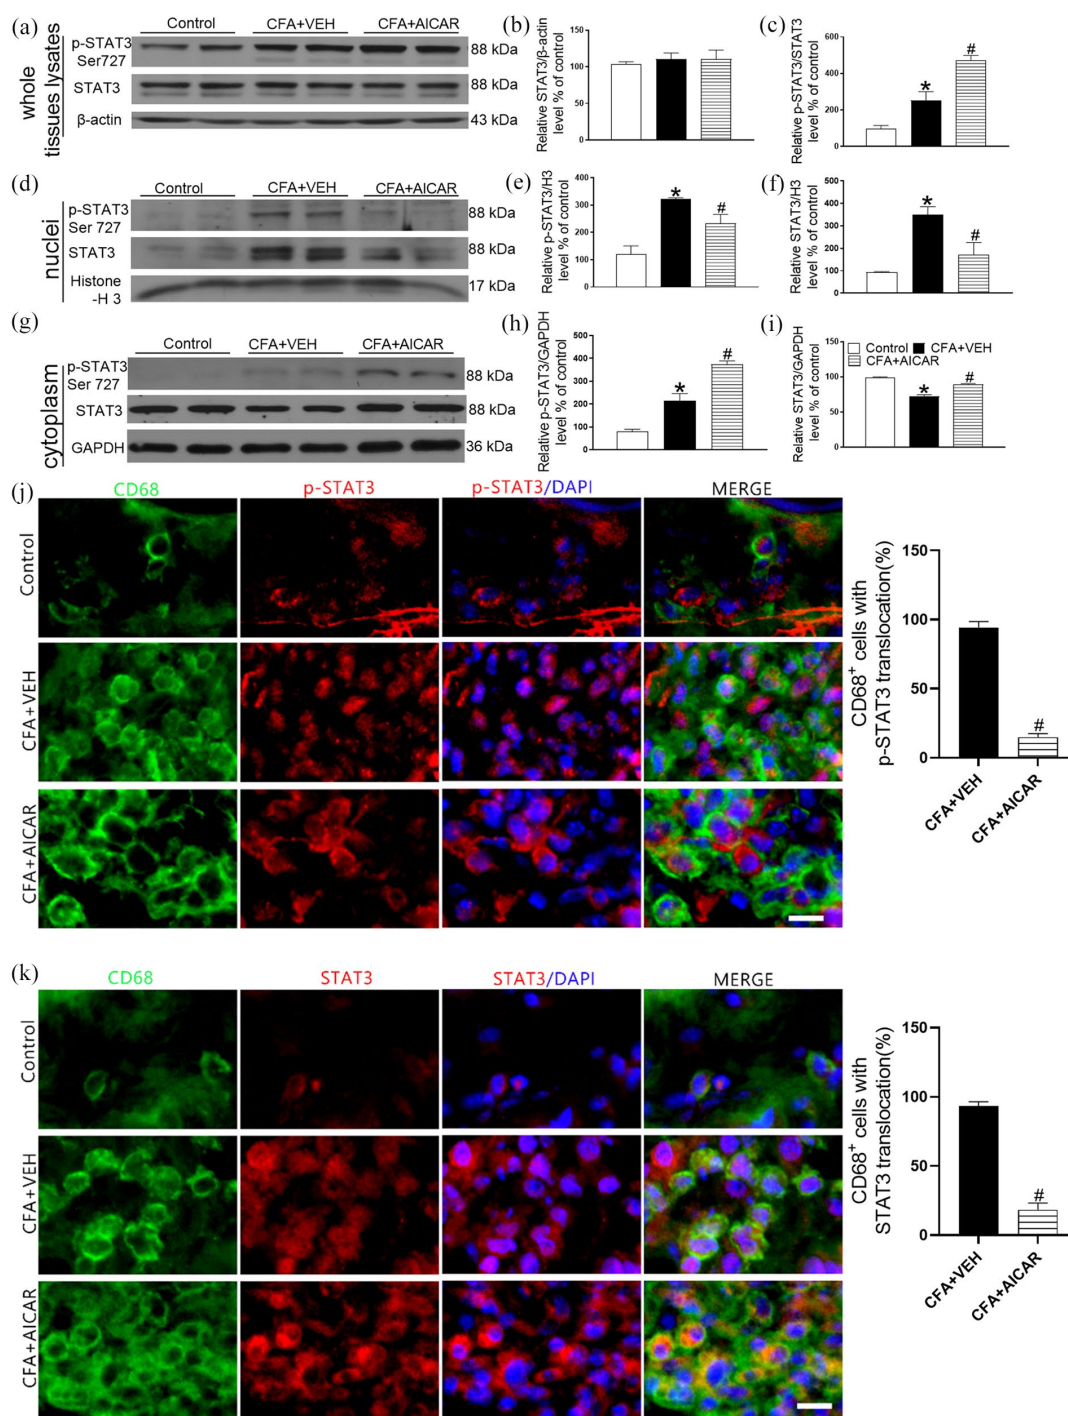 (a)
Control
CFA+VEH
CFA+AICAR
whole
tissues lysates
p-STAT3
Ser727
88 kDa
STAT3
88 kDa
β-actin
43 kDa
(b)
Relative STAT3/β-actin
level % of control
150
100
50
0
(c)
Relative p-STAT3/STAT3
level % of control
600
400
200
0
*
#
(d)
Control
CFA+VEH
CFA+AICAR
nuclei
p-STAT3
Ser 727
88 kDa
STAT3
88 kDa
Histone
-H 3
17 kDa
(e)
Relative p-STAT3/H3
level % of control
400
300
200
100
0
*
#
(f)
Relative STAT3/H3
level % of control
500
400
300
200
100
0
*
#
(g)
Control
CFA+VEH
CFA+AICAR
cytoplasm
p-STAT3
Ser 727
88 kDa
STAT3
88 kDa
GAPDH
36 kDa
(h)
Relative p-STAT3/GAPDH
level % of control
500
400
300
200
100
0
*
#
(i)
Control
CFA+VEH
CFA+AICAR
Relative STAT3/GAPDH
level % of control
150
100
50
0
*
#
(j)
CD68
p-STAT3
p-STAT3/DAPI
MERGE
Control
CFA+VEH
CFA+AICAR
CD68+ cells with
p-STAT3 translocation(%)
150
100
50
0
#
CFA+VEH
CFA+AICAR
(k)
CD68
STAT3
STAT3/DAPI
MERGE
Control
CFA+VEH
CFA+AICAR
CD68+ cells with
STAT3 translocation(%)
150
100
50
0
#
CFA+VEH
CFA+AICAR